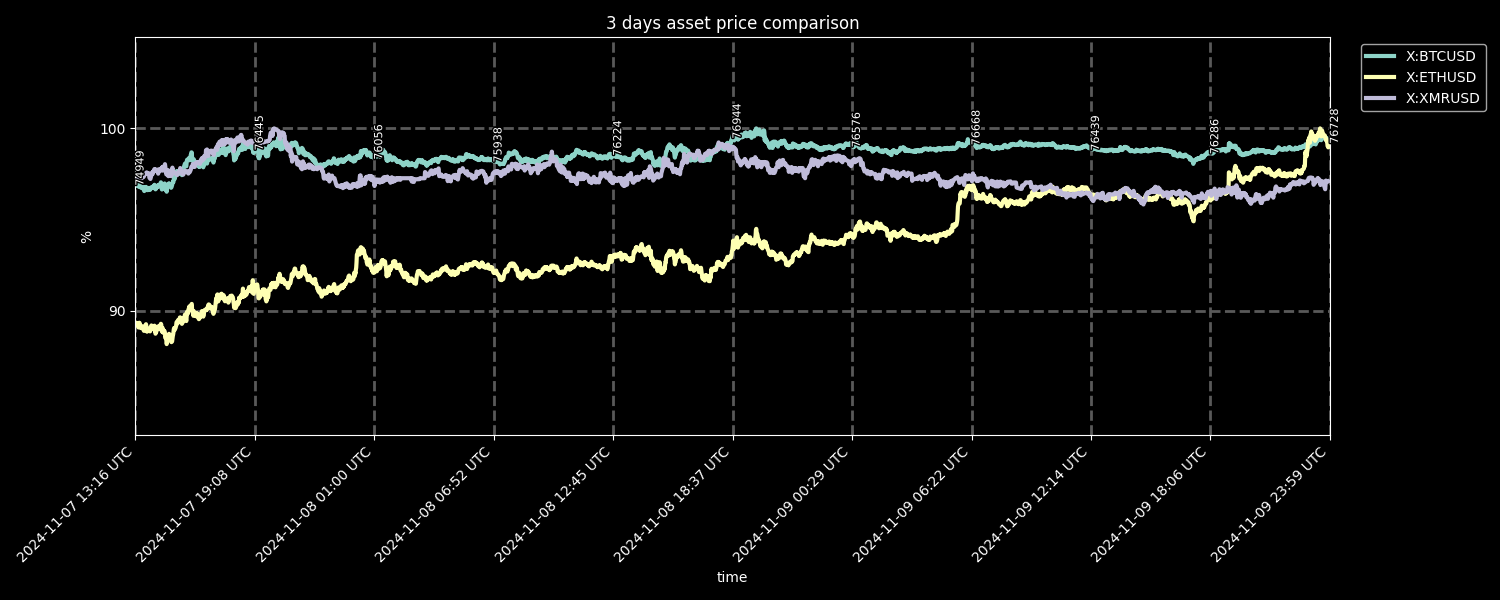 3 days asset price comparison
X:BTCUSD
X:ETHUSD
X:XMRUSD
%
100
90
74949
76445
76056
75938
76224
76944
76576
76668
76439
76286
76728
2024-11-07 13:16 UTC
2024-11-07 19:08 UTC
2024-11-08 01:00 UTC
2024-11-08 06:52 UTC
2024-11-08 12:45 UTC
2024-11-08 18:37 UTC
2024-11-09 00:29 UTC
2024-11-09 06:22 UTC
2024-11-09 12:14 UTC
2024-11-09 18:06 UTC
2024-11-09 23:59 UTC
time